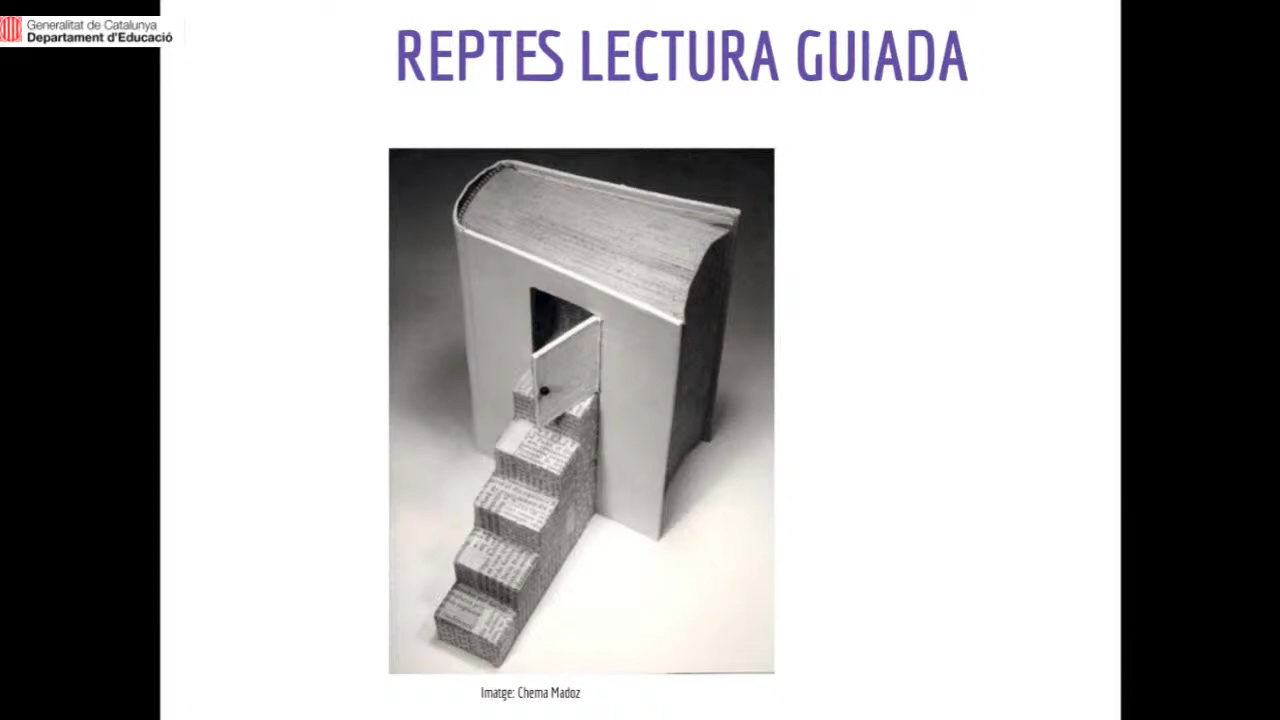 Generalitat de Catalunya
Departament d'Educació
REPTES LECTURA GUIADA
Imatge: Chema Madoz